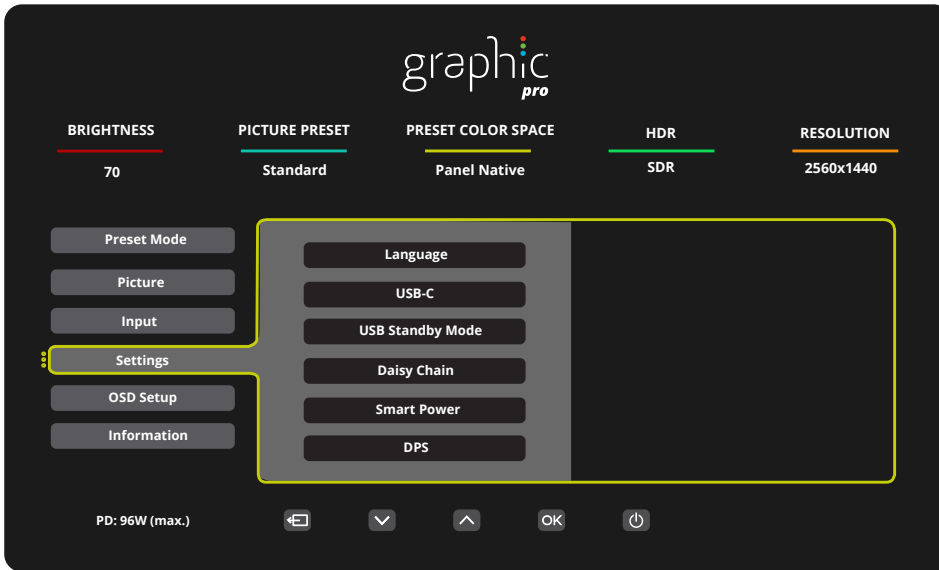 graphic
pro
BRIGHTNESS
PICTURE PRESET
PRESET COLOR SPACE
HDR
RESOLUTION
70
Standard
Panel Native
SDR
2560x1440
Preset Mode
Picture
Input
Settings
OSD Setup
Information
Language
USB-C
USB Standby Mode
Daisy Chain
Smart Power
DPS
PD: 96W (max.)
OK